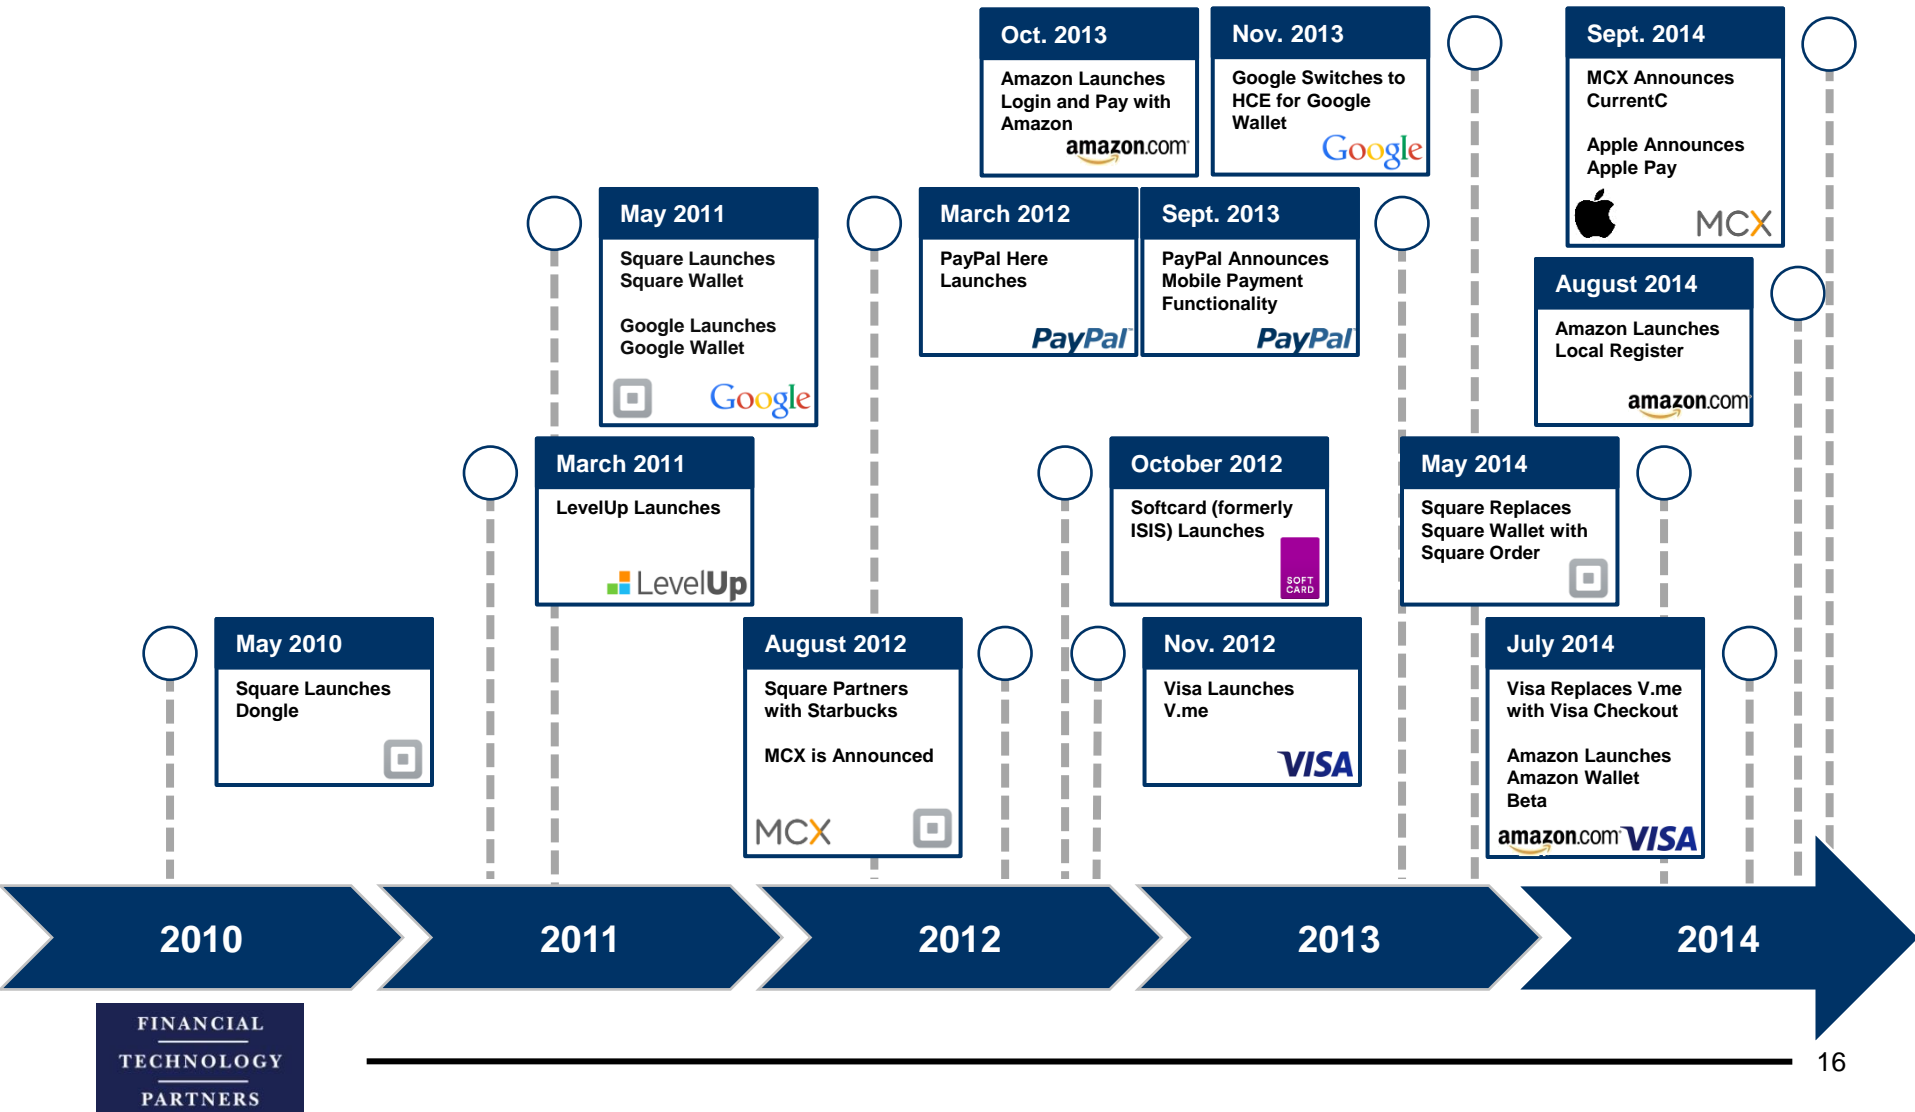 Oct. 2013
Amazon Launches
Login and Pay with
Amazon
amazon.com
Nov. 2013
Google Switches to
HCE for Google
Wallet
Google
Sept. 2014
MCX Announces
CurrentC
Apple Announces
Apple Pay
MCX
May 2011
Square Launches
Square Wallet
Google Launches
Google Wallet
Google
March 2012
PayPal Here
Launches
PayPal
Sept. 2013
PayPal Announces
Mobile Payment
Functionality
PayPal
August 2014
Amazon Launches
Local Register
amazon.com
March 2011
LevelUp Launches
LevelUp
October 2012
Softcard (formerly
ISIS) Launches
SOFT
CARD
May 2014
Square Replaces
Square Wallet with
Square Order
May 2010
Square Launches
Dongle
August 2012
Square Partners
with Starbucks
MCX is Announced
MCX
Nov. 2012
Visa Launches
V.me
VISA
July 2014
Visa Replaces V.me
with Visa Checkout
Amazon Launches
Amazon Wallet
Beta
amazon.com VISA
2010 2011 2012 2013 2014
FINANCIAL
TECHNOLOGY
PARTNERS
16